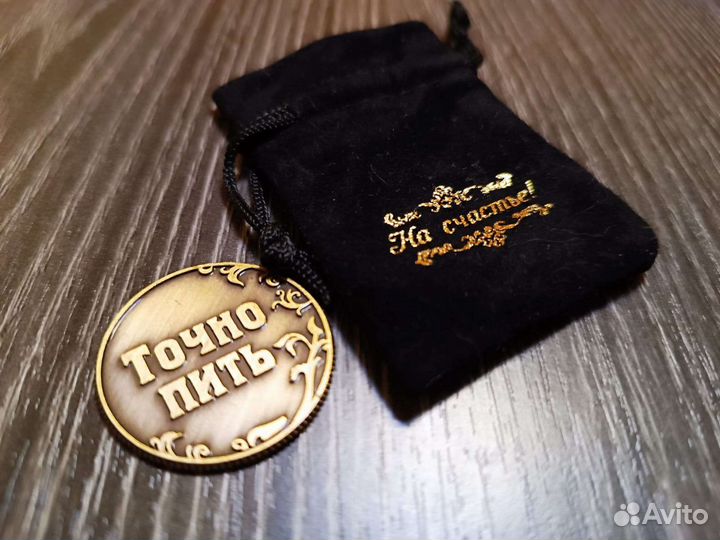 На счастье!
Точно
пить
Avito